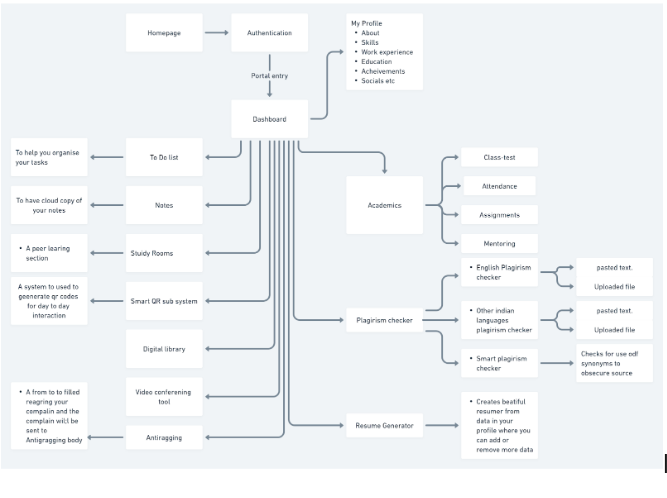 Homepage
Authentication
My Profile
• About
• Skills
• Work experience
• Education
• Acheivements
• Socials etc
Portal entry
Dashboard
To help you organise
your tasks
To Do list
Class-test
Attendance
To have cloud copy of
your notes
Notes
Academics
Assignments
Mentoring
• A peer learing
section
Stuidy Rooms
• English Plagirism
checker
pasted text.
Uploaded file
A system to used to
geenerate qr codes
for day to day
interaction
Smart QR sub system
Plagirism checker
• Other indian
languages
plagirism checker
pasted text.
Uploaded file
Digital library
• Smart plagirism
checker
Checks for use odf
synonyms to
obsecure source
Video conferening
tool
• A from to to filled
reagring your
compalin and the
complain will be
sent to
Antigragging body
Antiragging
Resume Generator
• Creates beatiful
resumer from
data in your
profile where you
can add or
remove more data